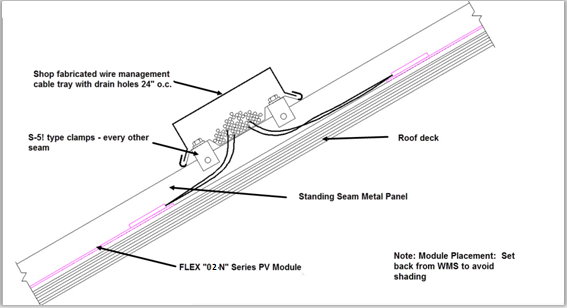 Shop fabricated wire management
cable tray with drain holes 24" o.c.
S-5! type clamps - every other
seam
Roof deck
Standing Seam Metal Panel
FLEX "02-N" Series PV Module
Note: Module Placement: Set
back from WMS to avoid
shading